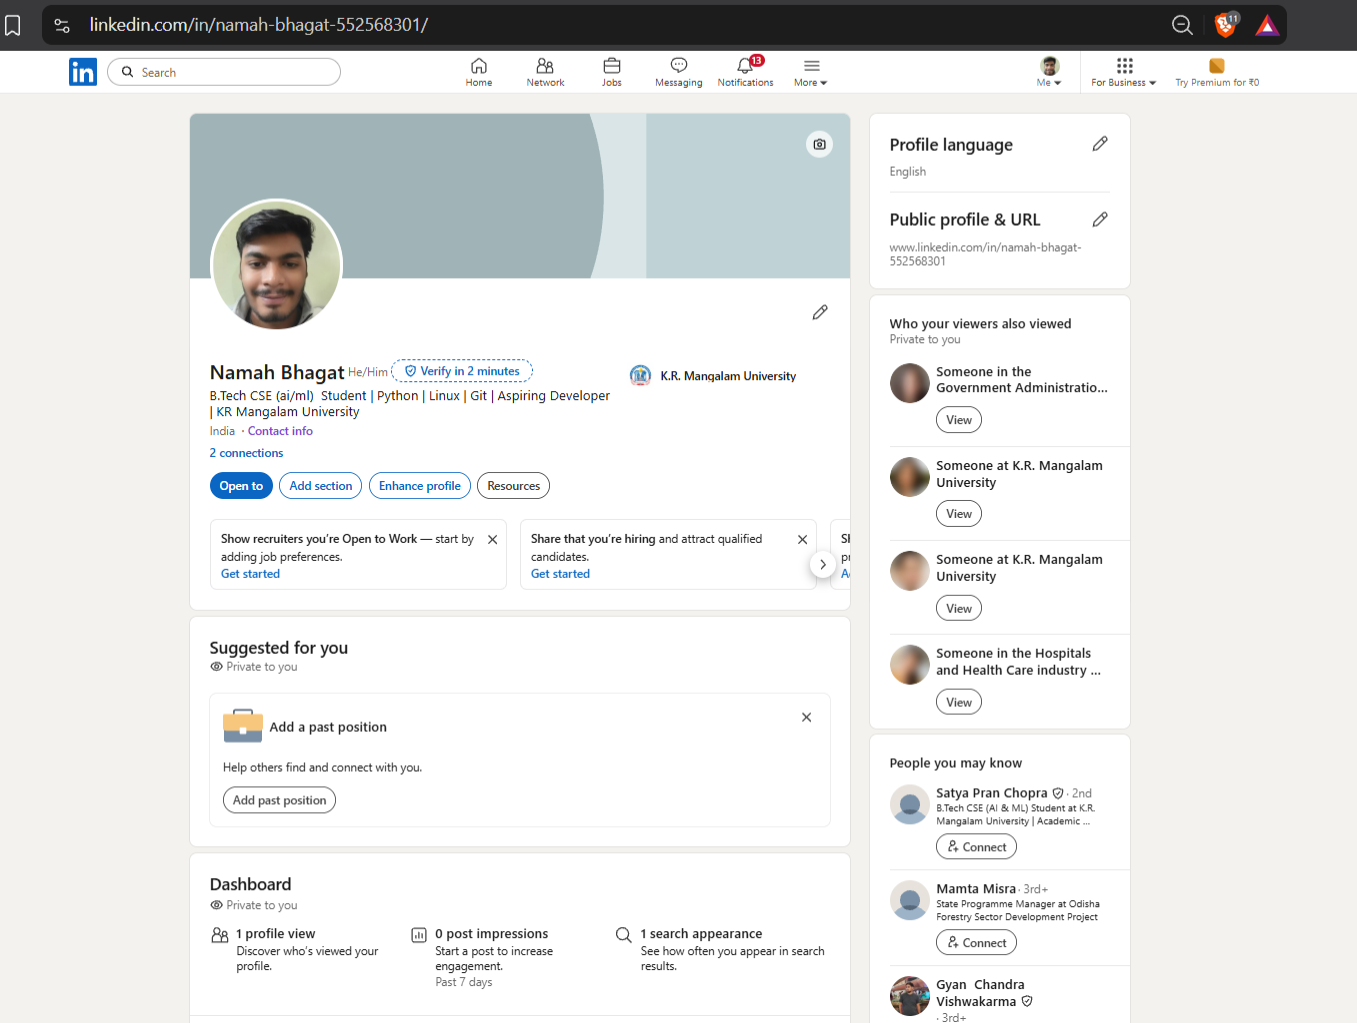 linkedin.com/in/namah-bhagat-552568301/
11
in
Search
Home
Network
Jobs
Messaging
13
Notifications
More
Me
For Business
Try Premium for ₹0
Namah Bhagat He/Him Verify in 2 minutes
K.R. Mangalam University
B.Tech CSE (ai/ml) Student | Python | Linux | Git | Aspiring Developer
| KR Mangalam University
India · Contact info
2 connections
Open to
Add section
Enhance profile
Resources
Show recruiters you're Open to Work — start by
adding job preferences.
Get started
Share that you're hiring and attract qualified
candidates.
Get started
Suggested for you
Private to you
Add a past position
Help others find and connect with you.
Add past position
Dashboard
Private to you
1 profile view
Discover who's viewed your
profile.
0 post impressions
Start a post to increase
engagement.
Past 7 days
1 search appearance
See how often you appear in search
results.
Profile language
English
Public profile & URL
www.linkedin.com/in/namah-bhagat-
552568301
Who your viewers also viewed
Private to you
Someone in the
Government Administratio...
View
Someone at K.R. Mangalam
University
View
Someone at K.R. Mangalam
University
View
Someone in the Hospitals
and Health Care industry ...
View
People you may know
Satya Pran Chopra · 2nd
B.Tech CSE (AI & ML) Student at K.R.
Mangalam University | Academic ...
Connect
Mamta Misra · 3rd+
State Programme Manager at Odisha
Forestry Sector Development Project
Connect
Gyan Chandra
Vishwakarma
· 3rd+